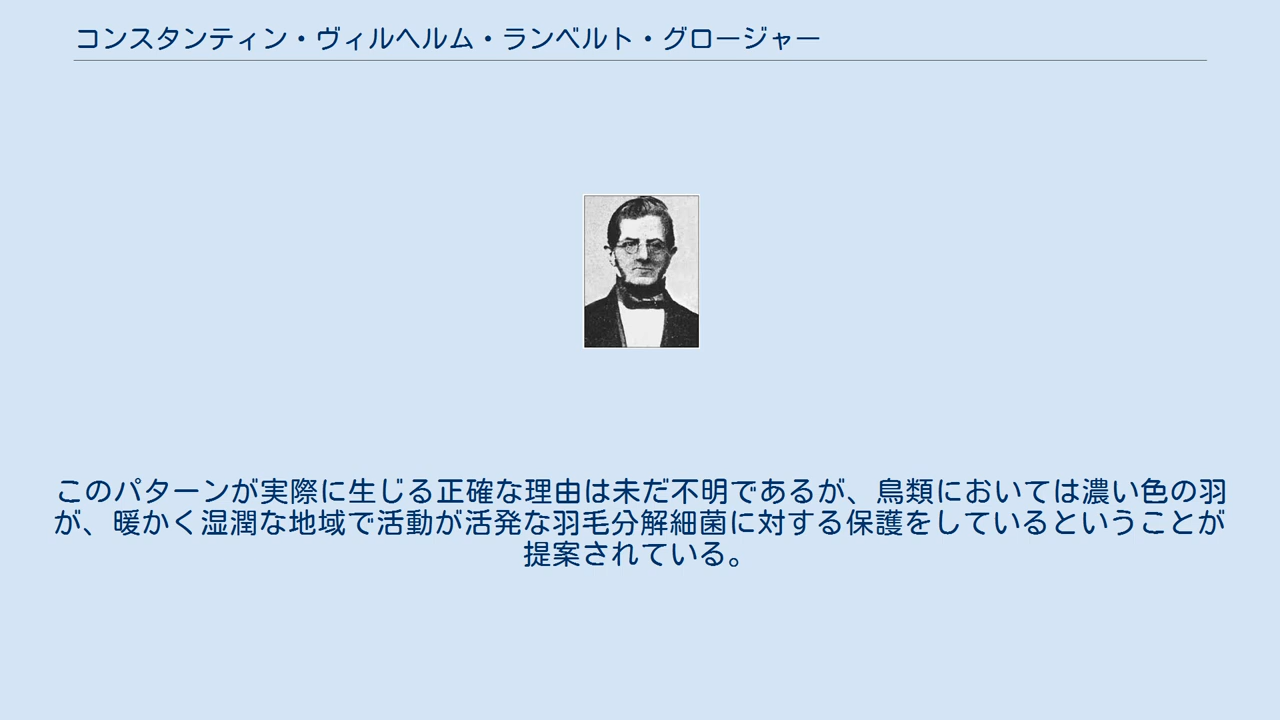 コンスタンティン・ヴィルヘルム・ランベルト・グロージャー
このパターンが実際に生じる正確な理由は未だ不明であるが、鳥類においては濃い色の羽
が、暖かく湿潤な地域で活動が活発な羽毛分解細菌に対する保護をしているということが
提案されている。